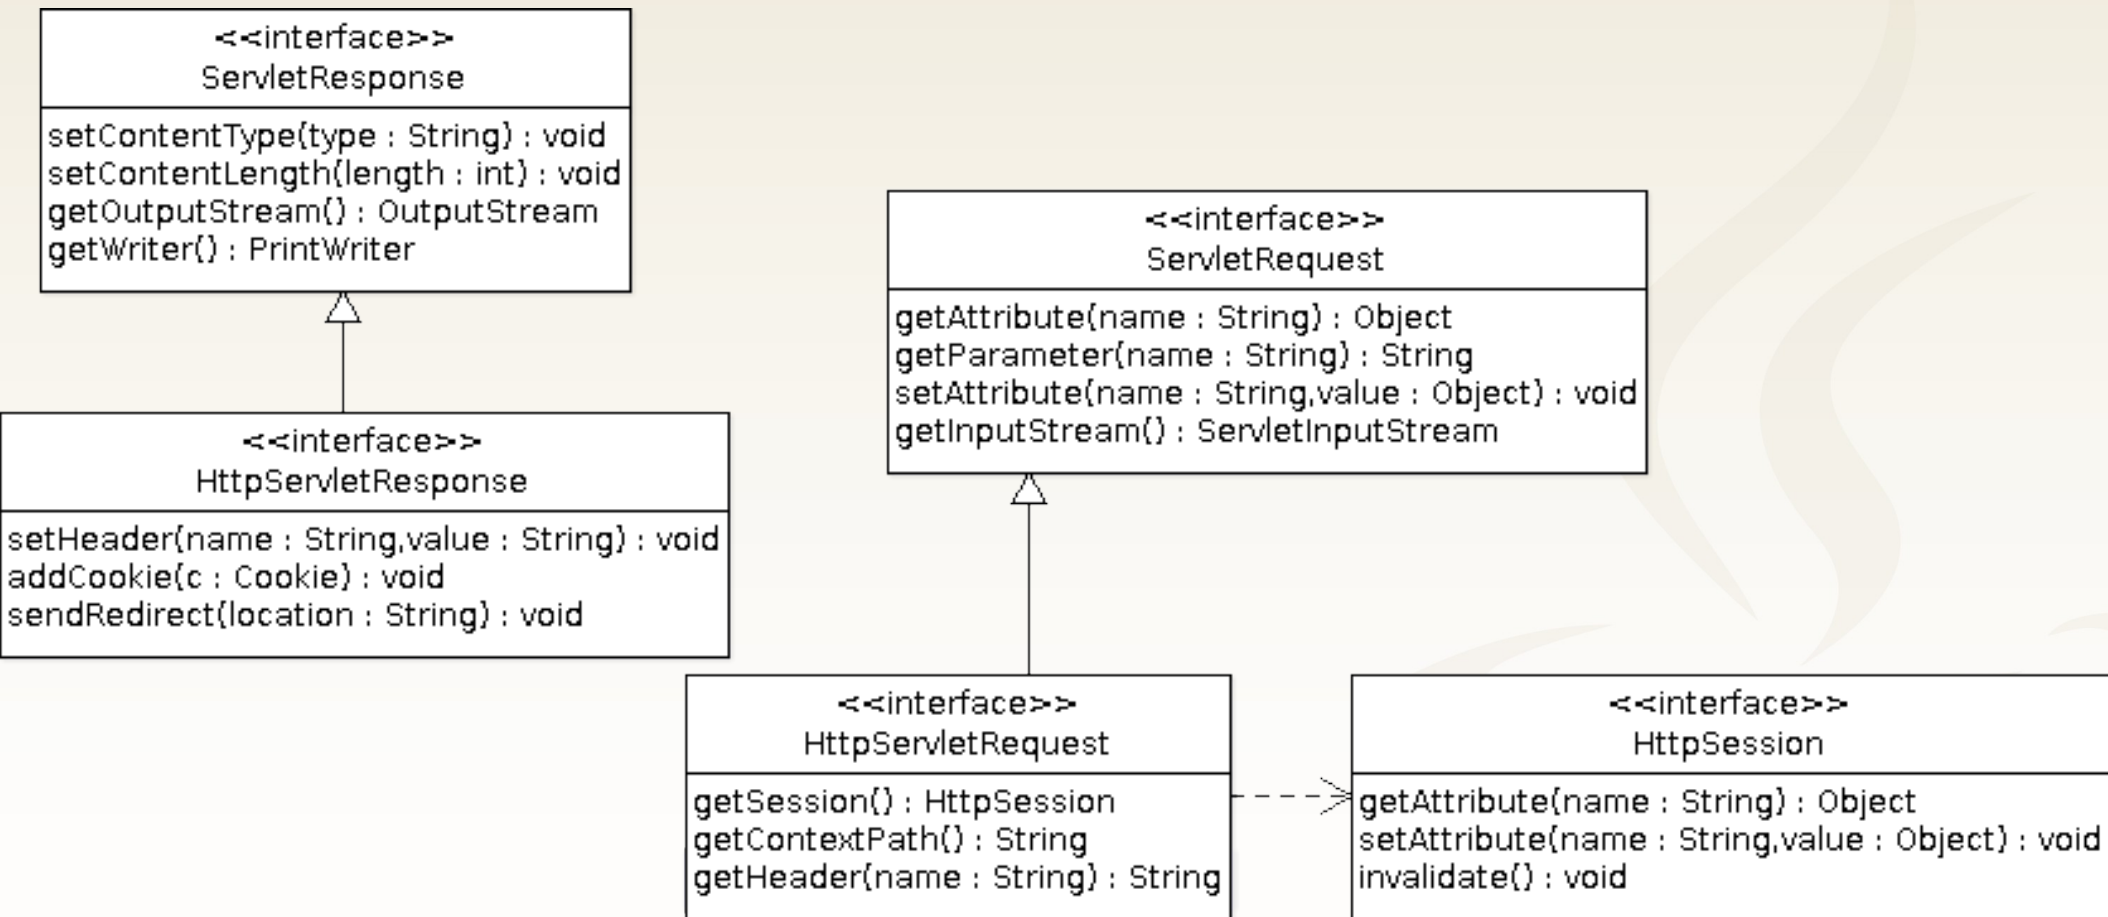 <<interface>>
ServletResponse
setContentType(type : String) : void
setContentLength(length : int) : void
getOutputStream() : OutputStream
getWriter() : PrintWriter
<<interface>>
ServletRequest
getAttribute(name : String) : Object
getParameter(name : String) : String
setAttribute(name : String,value : Object) : void
getInputStream() : ServletInputStream
<<interface>>
HttpServletResponse
setHeader(name : String,value : String) : void
addCookie(c : Cookie) : void
sendRedirect(location : String) : void
<<interface>>
HttpServletRequest
getSession() : HttpSession
getContextPath() : String
getHeader(name : String) : String
<<interface>>
HttpSession
getAttribute(name : String) : Object
setAttribute(name : String,value : Object) : void
invalidate() : void